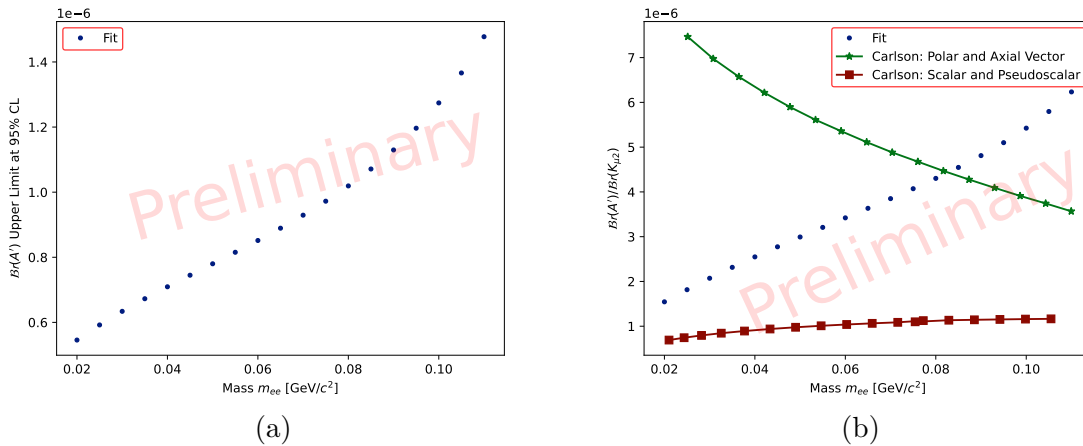 1e−6
Fit
Br(A′) Upper Limit at 95% CL
1.4
1.2
1.0
0.8
0.6
0.02
0.04
0.06
0.08
0.10
Mass m_ee [GeV/c²]
Preliminary
(a)
1e−6
Fit
Carlson: Polar and Axial Vector
Carlson: Scalar and Pseudoscalar
Br(A′)/Br(K_μ2)
7
6
5
4
3
2
1
0.02
0.04
0.06
0.08
0.10
Mass m_ee [GeV/c²]
Preliminary
(b)